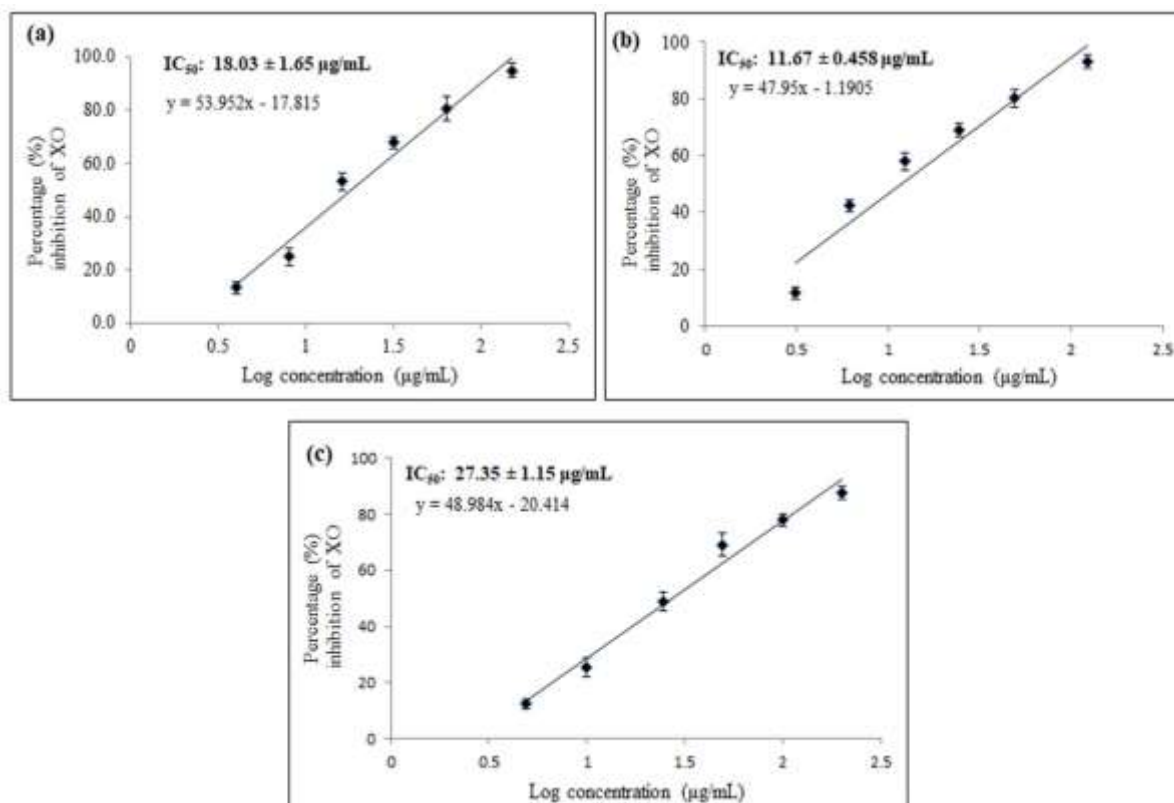 (a)
IC₅₀: 18.03 ± 1.65 µg/mL
y = 53.952x - 17.815
100.0
80.0
60.0
40.0
20.0
0.0
Percentage (%)
inhibition of XO
0 0.5 1 1.5 2 2.5
Log concentration (µg/mL)
(b)
IC₅₀: 11.67 ± 0.458 µg/mL
y = 47.95x - 1.1905
100
80
60
40
20
0
Percentage (%)
inhibition of XO
0 0.5 1 1.5 2 2.5
Log concentration (µg/mL)
(c)
IC₅₀: 27.35 ± 1.15 µg/mL
y = 48.984x - 20.414
100
80
60
40
20
0
Percentage (%)
inhibition of XO
0 0.5 1 1.5 2 2.5
Log concentration (µg/mL)